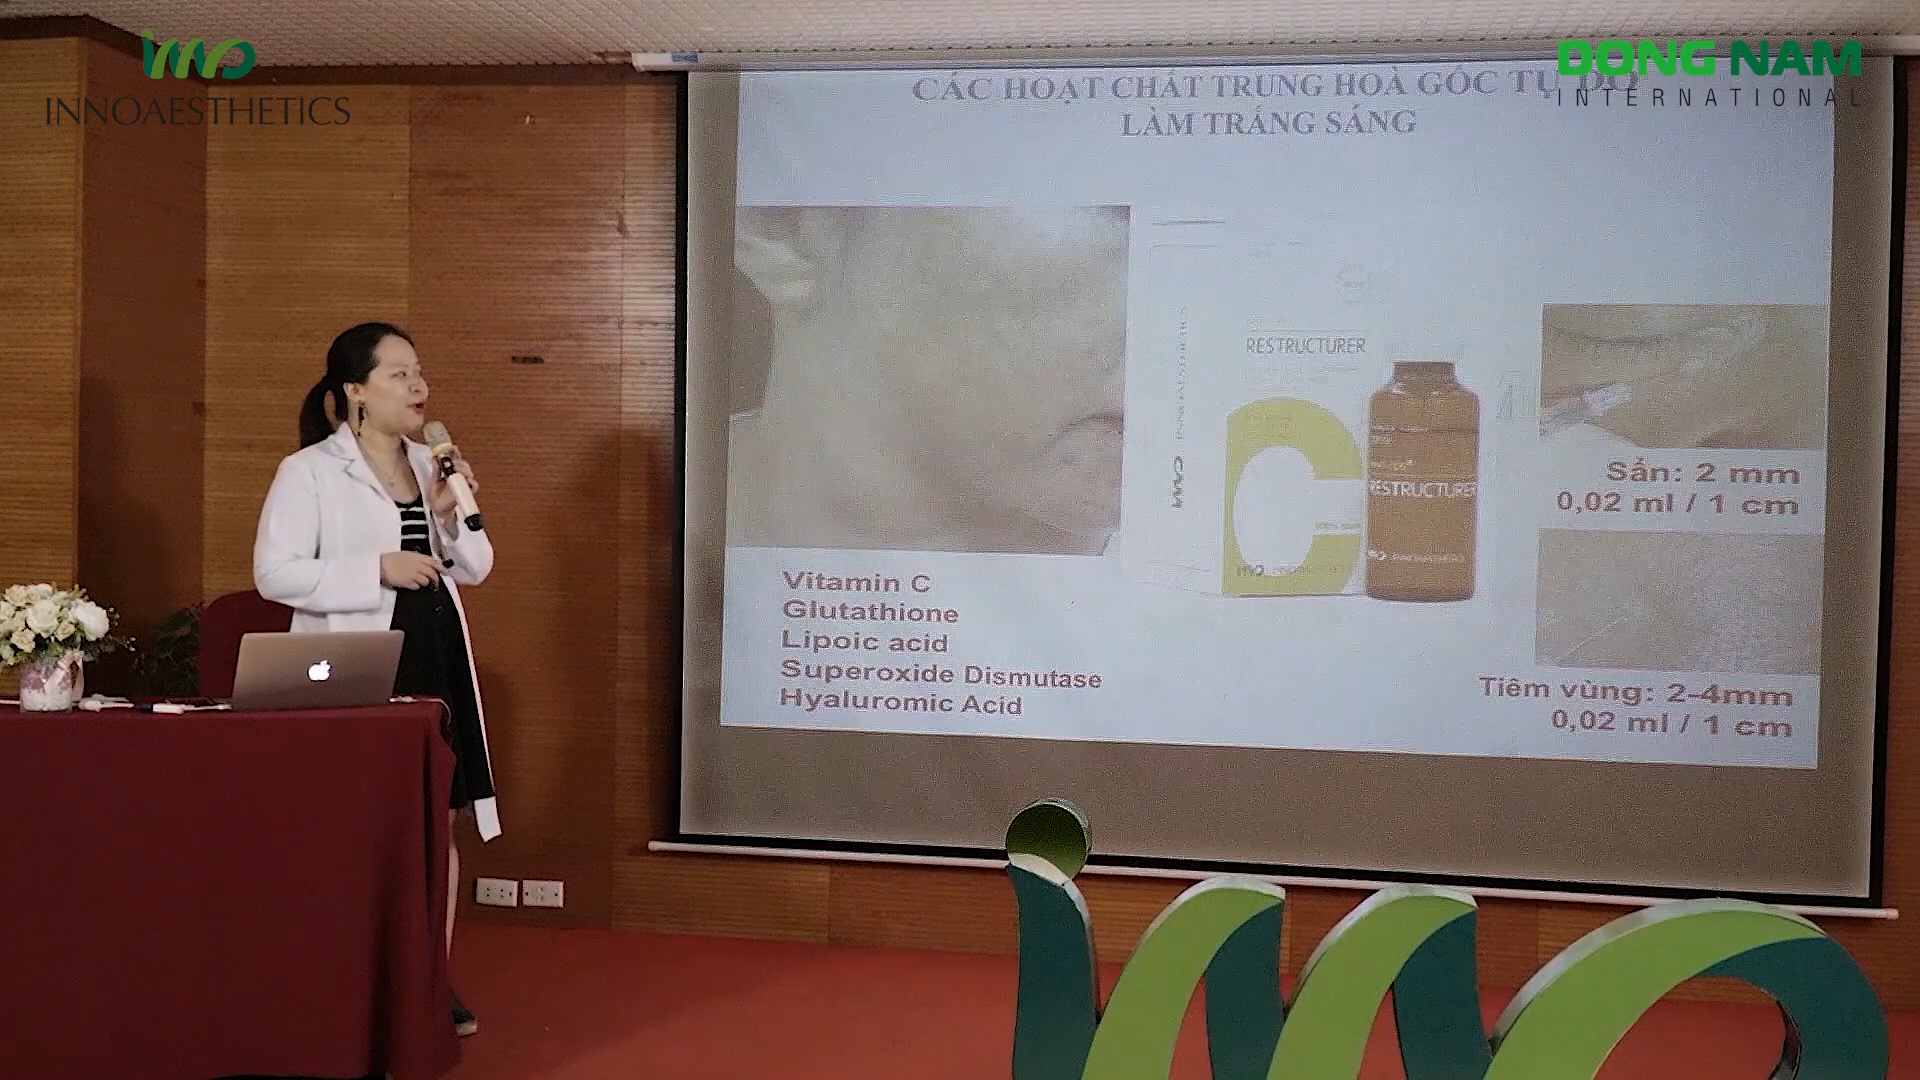 INNOAESTHETICS
DONG NAM
INTERNATIONAL
CÁC HOẠT CHẤT TRUNG HOÀ GỐC TỰ DO
LÀM TRẮNG SÁNG
RESTRUCTURER
RESTRUCTURER
Vitamin C
Glutathione
Lipoic acid
Superoxide Dismutase
Hyaluromic Acid
Sẩn: 2 mm
0,02 ml / 1 cm
Tiêm vùng: 2-4mm
0,02 ml / 1 cm